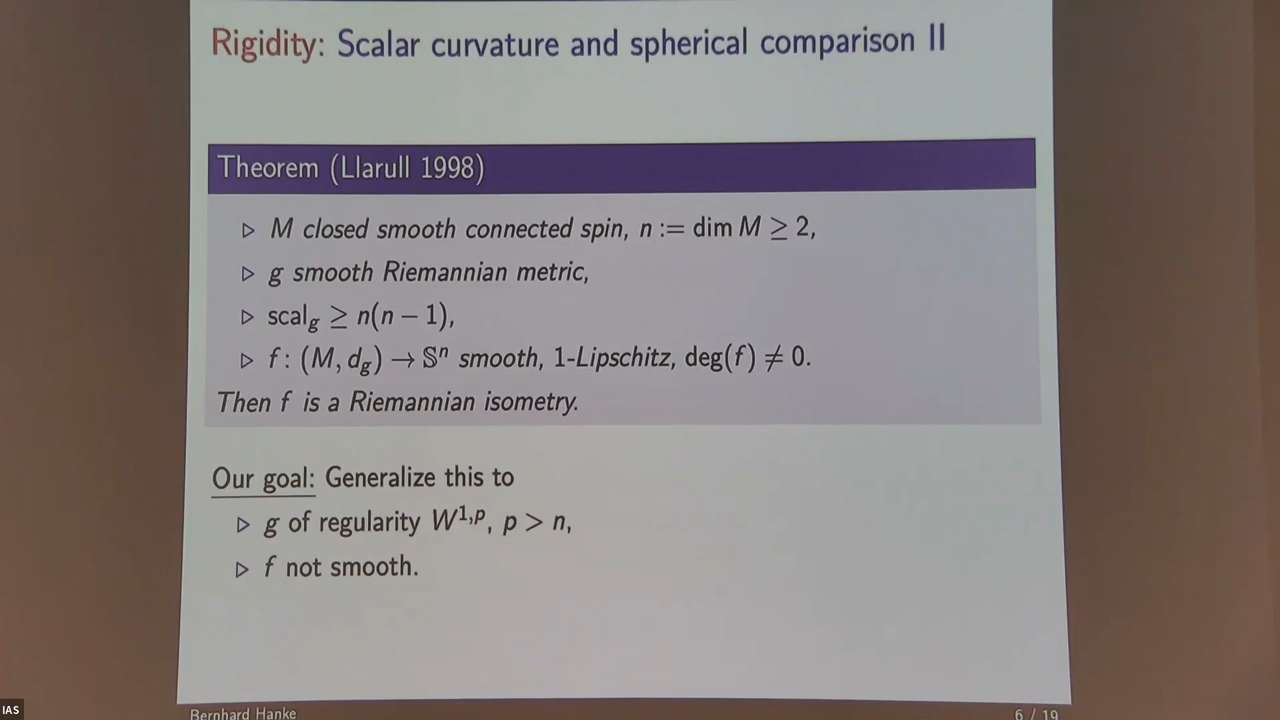 Rigidity: Scalar curvature and spherical comparison II
Theorem (Llarull 1998)
▷ M closed smooth connected spin, n := dim M ≥ 2,
▷ g smooth Riemannian metric,
▷ scal_g ≥ n(n − 1),
▷ f : (M, d_g) → 𝕊ⁿ smooth, 1-Lipschitz, deg(f) ≠ 0.
Then f is a Riemannian isometry.
Our goal: Generalize this to
▷ g of regularity W^{1,p}, p > n,
▷ f not smooth.
IAS
Bernhard Hanke 6 / 19